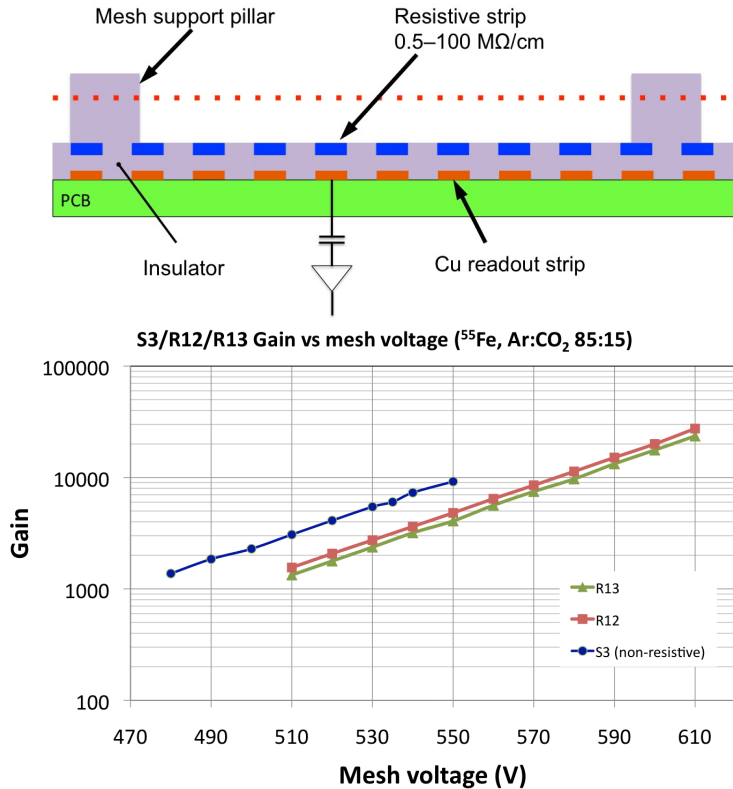 Mesh support pillar
Resistive strip
0.5–100 MΩ/cm
PCB
Insulator
Cu readout strip
S3/R12/R13 Gain vs mesh voltage (⁵⁵Fe, Ar:CO₂ 85:15)
100000
10000
1000
100
Gain
R13
R12
S3 (non-resistive)
470 490 510 530 550 570 590 610
Mesh voltage (V)